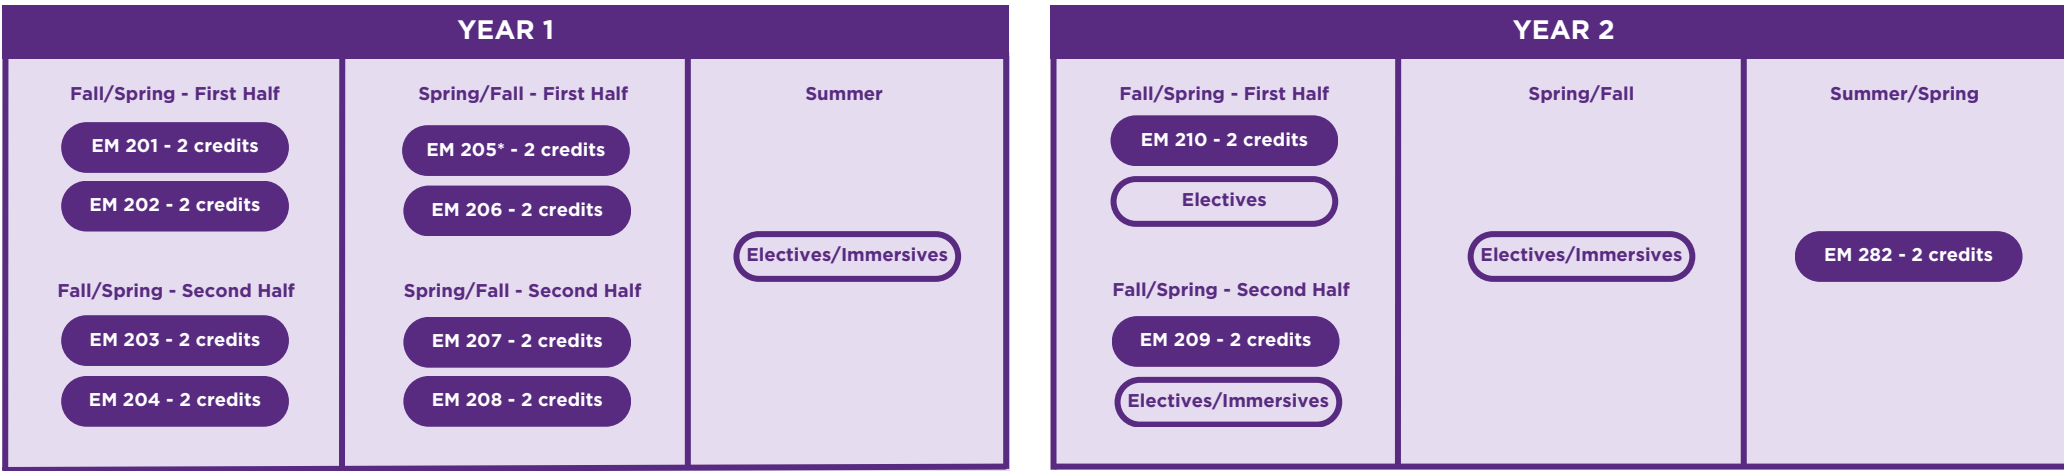 YEAR 1
Fall/Spring - First Half
EM 201 - 2 credits
EM 202 - 2 credits
Fall/Spring - Second Half
EM 203 - 2 credits
EM 204 - 2 credits
Spring/Fall - First Half
EM 205* - 2 credits
EM 206 - 2 credits
Spring/Fall - Second Half
EM 207 - 2 credits
EM 208 - 2 credits
Summer
Electives/Immersives
YEAR 2
Fall/Spring - First Half
EM 210 - 2 credits
Electives
Fall/Spring - Second Half
EM 209 - 2 credits
Electives/Immersives
Spring/Fall
Electives/Immersives
Summer/Spring
EM 282 - 2 credits